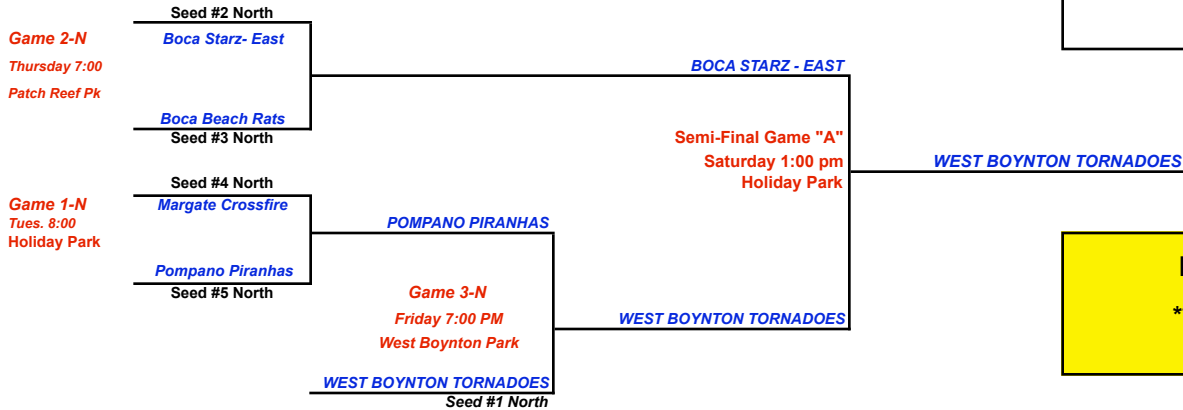 Seed #2 North
Game 2-N
Boca Starz- East
Thursday 7:00
BOCA STARZ - EAST
Patch Reef Pk
Boca Beach Rats
Seed #3 North
Semi-Final Game "A"
Saturday 1:00 pm
WEST BOYNTON TORNADOES
Holiday Park
Seed #4 North
Game 1-N
Margate Crossfire
Tues. 8:00
POMPANO PIRANHAS
Holiday Park
Pompano Piranhas
Seed #5 North
Game 3-N
Friday 7:00 PM
WEST BOYNTON TORNADOES
West Boynton Park
WEST BOYNTON TORNADOES
Seed #1 North